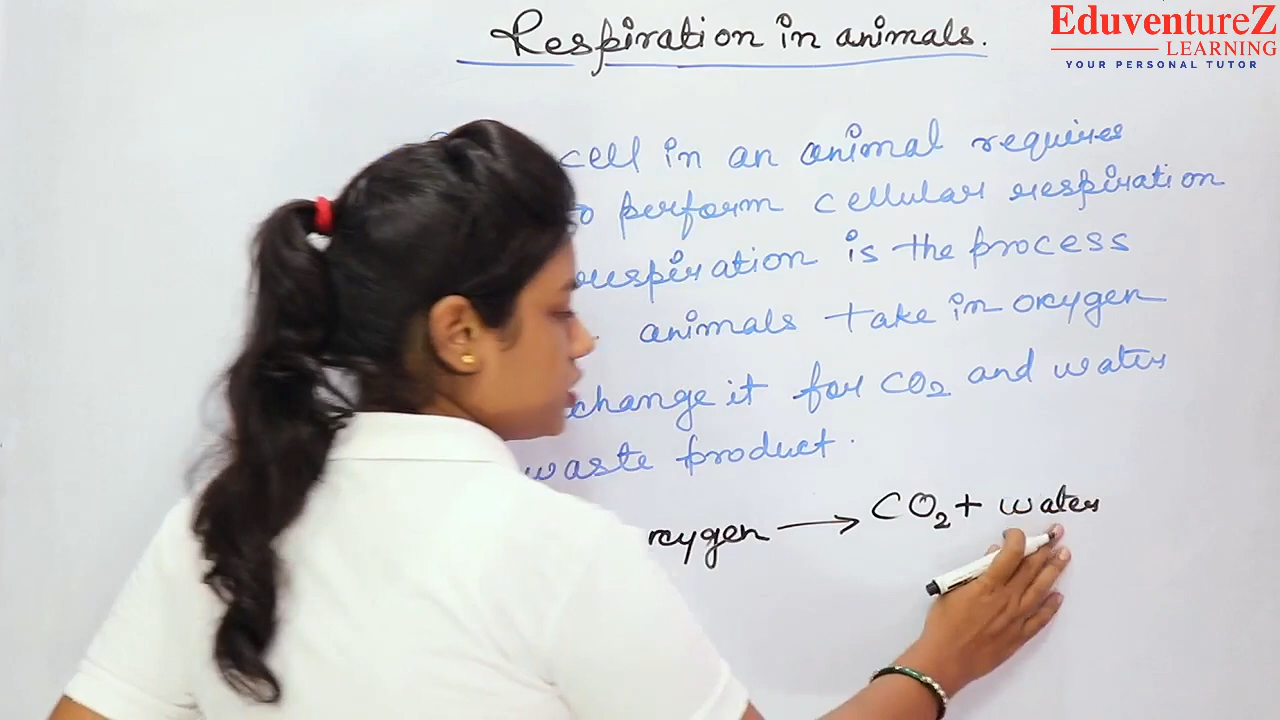 Respiration in animals.
EduventureZ
LEARNING
YOUR PERSONAL TUTOR
cell in an animal requires
perform cellular respiration
respiration is the process
animals take in oxygen
change it for CO2 and water
waste product.
xygen → CO2 + water